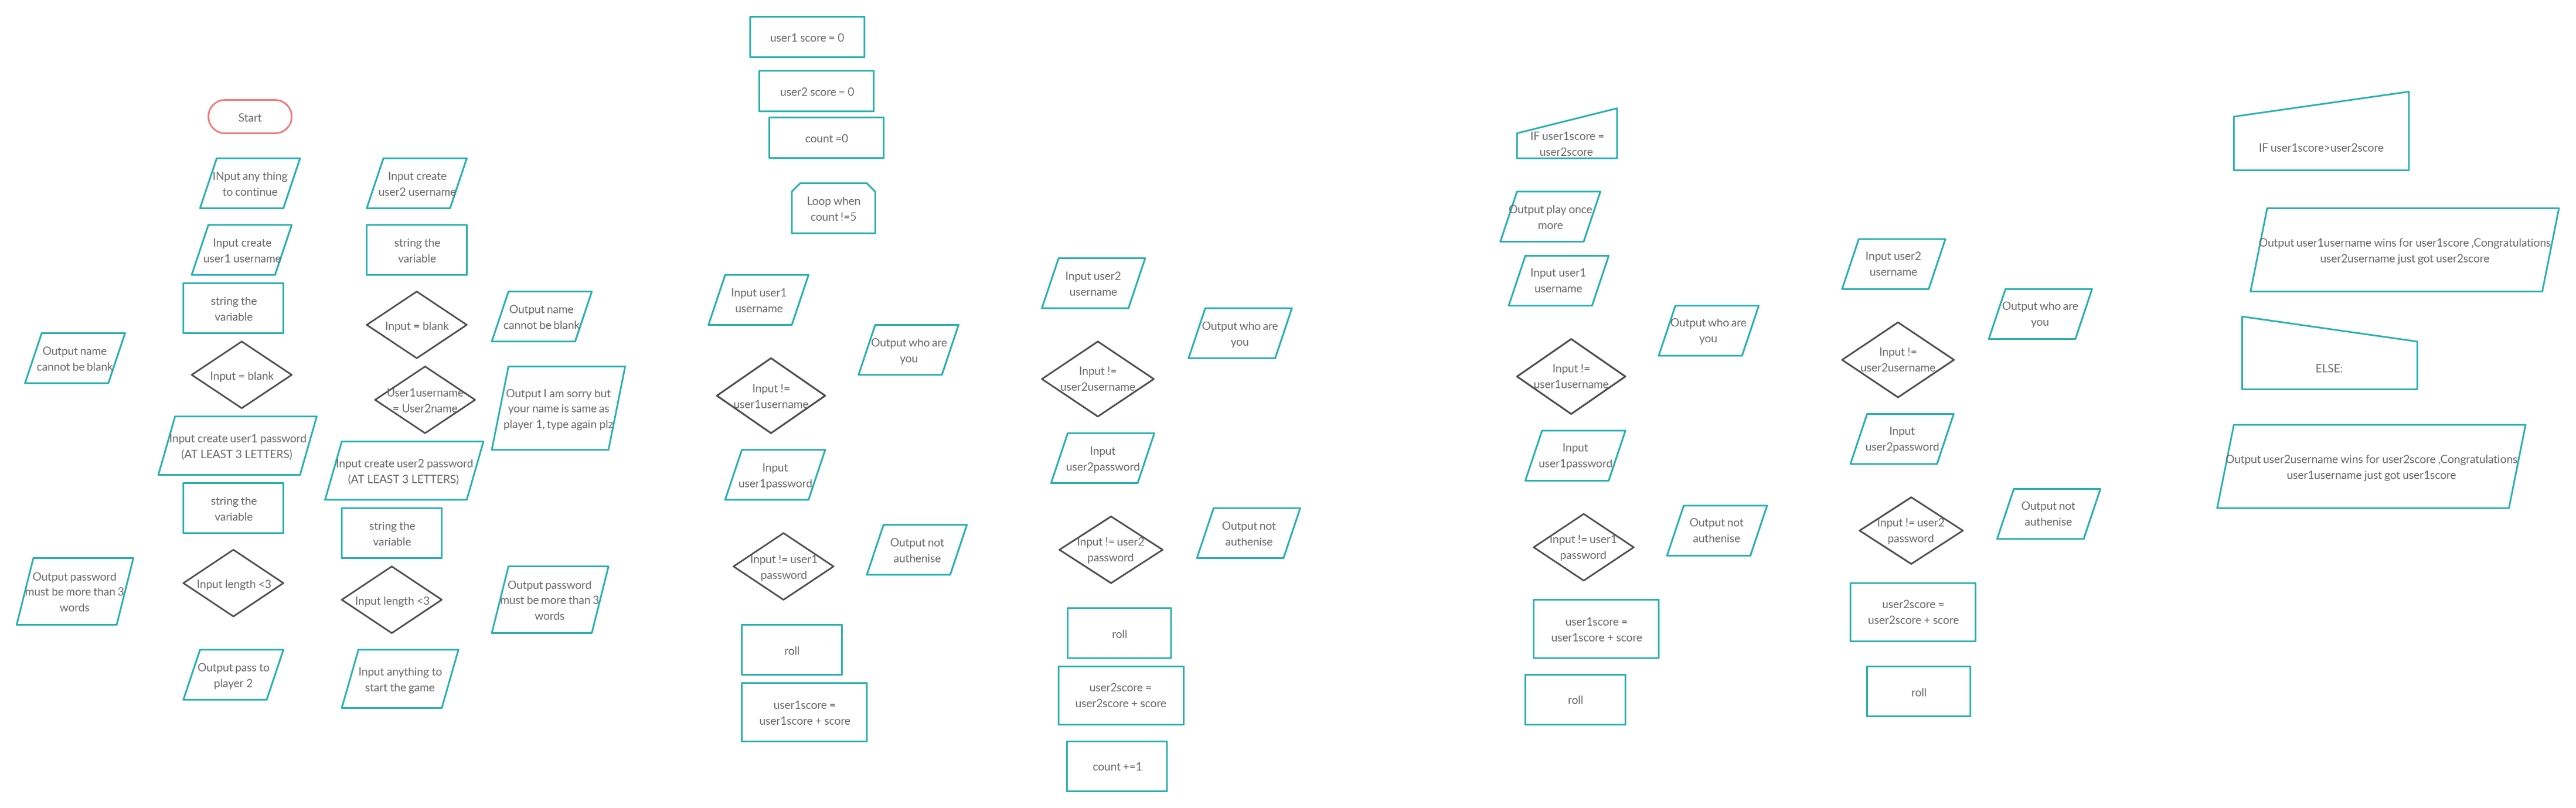 Start
INput any thing
to continue
Input create
user1 username
string the
variable
Output name
cannot be blank
Input = blank
Input create user1 password
(AT LEAST 3 LETTERS)
string the
variable
Output password
must be more than 3
words
Input length <3
Output pass to
player 2
Input create
user2 username
string the
variable
Input = blank
Output name
cannot be blank
User1username
= User2name
Output I am sorry but
your name is same as
player 1, type again plz
Input create user2 password
(AT LEAST 3 LETTERS)
string the
variable
Input length <3
Output password
must be more than 3
words
Input anything to
start the game
user1 score = 0
user2 score = 0
count =0
Loop when
count !=5
Input user1
username
Output who are
you
Input !=
user1username
Input
user1password
Output not
authenise
Input != user1
password
roll
user1score =
user1score + score
Input user2
username
Output who are
you
Input !=
user2username
Input
user2password
Output not
authenise
Input != user2
password
roll
user2score =
user2score + score
count +=1
IF user1score =
user2score
Output play once
more
Input user1
username
Output who are
you
Input !=
user1username
Input
user1password
Output not
authenise
Input != user1
password
user1score =
user1score + score
roll
Input user2
username
Output who are
you
Input !=
user2username
Input
user2password
Output not
authenise
Input != user2
password
user2score =
user2score + score
roll
IF user1score>user2score
Output user1username wins for user1score ,Congratulations
user2username just got user2score
ELSE:
Output user2username wins for user2score ,Congratulations
user1username just got user1score